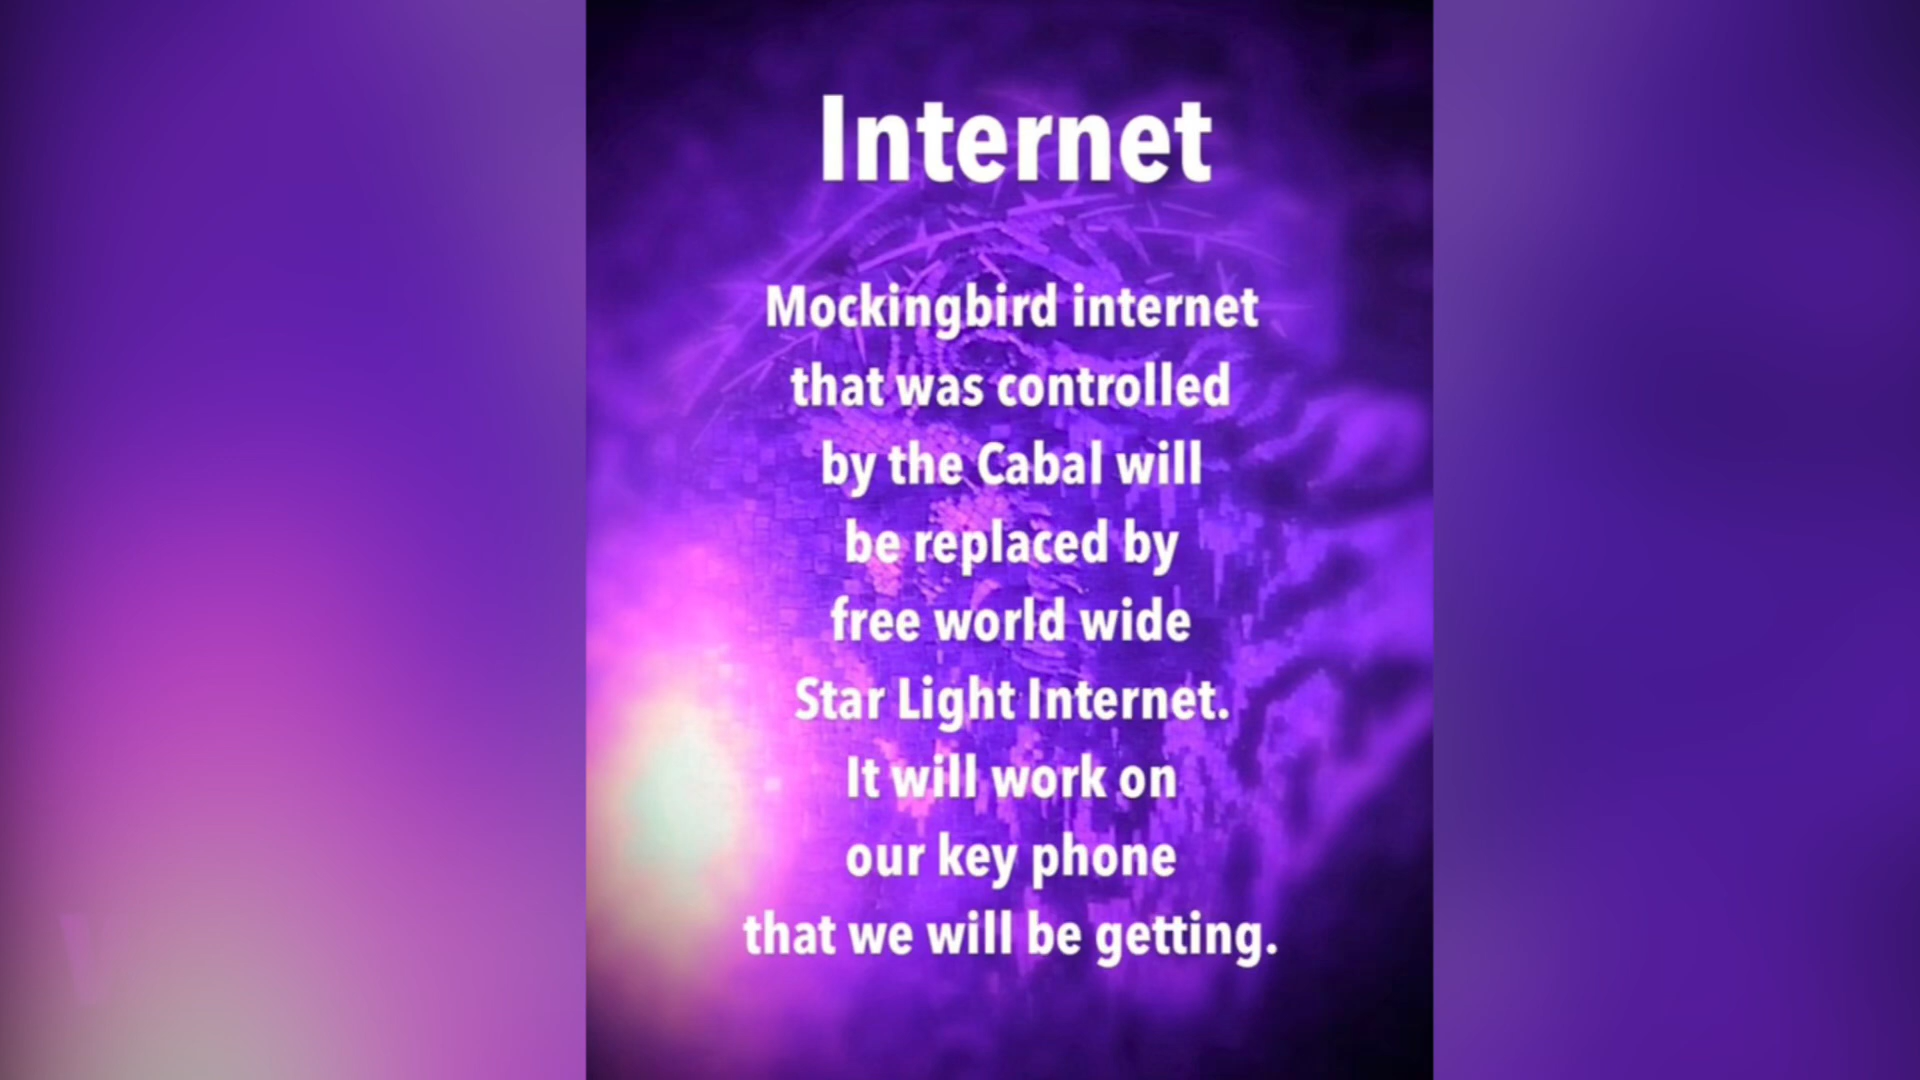 Internet
Mockingbird internet
that was controlled
by the Cabal will
be replaced by
free world wide
Star Light Internet.
It will work on
our key phone
that we will be getting.